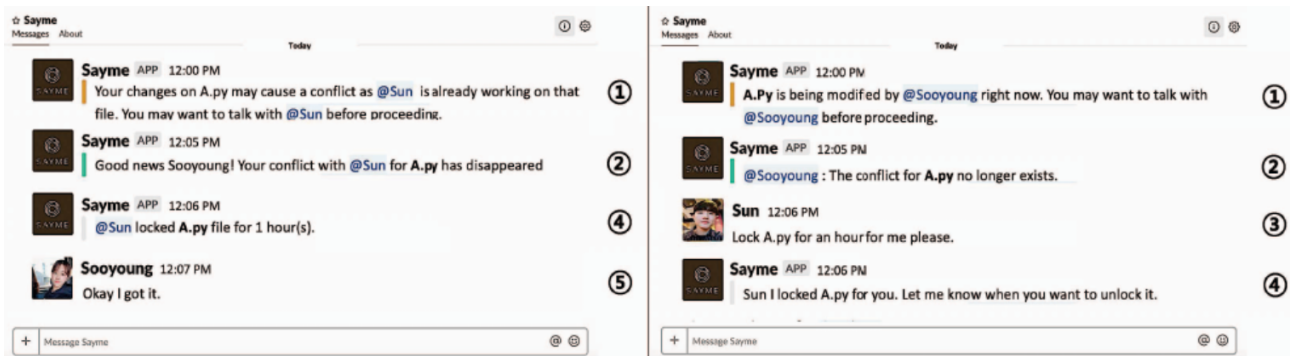 ☆ Sayme
Messages About
Today
SAYME
Sayme APP 12:00 PM
Your changes on A.py may cause a conflict as @Sun is already working on that
file. You may want to talk with @Sun before proceeding.
①
SAYME
Sayme APP 12:05 PM
Good news Sooyoung! Your conflict with @Sun for A.py has disappeared
②
SAYME
Sayme APP 12:06 PM
@Sun locked A.py file for 1 hour(s).
④
Sooyoung 12:07 PM
Okay I got it.
⑤
+ Message Sayme @
☆ Sayme
Messages About
Today
SAYME
Sayme APP 12:00 PM
A.Py is being modifed by @Sooyoung right now. You may want to talk with
@Sooyoung before proceeding.
①
SAYME
Sayme APP 12:05 PM
@Sooyoung : The conflict for A.py no longer exists.
②
Sun 12:06 PM
Lock A.py for an hour for me please.
③
SAYME
Sayme APP 12:06 PM
Sun I locked A.py for you. Let me know when you want to unlock it.
④
+ Message Sayme @